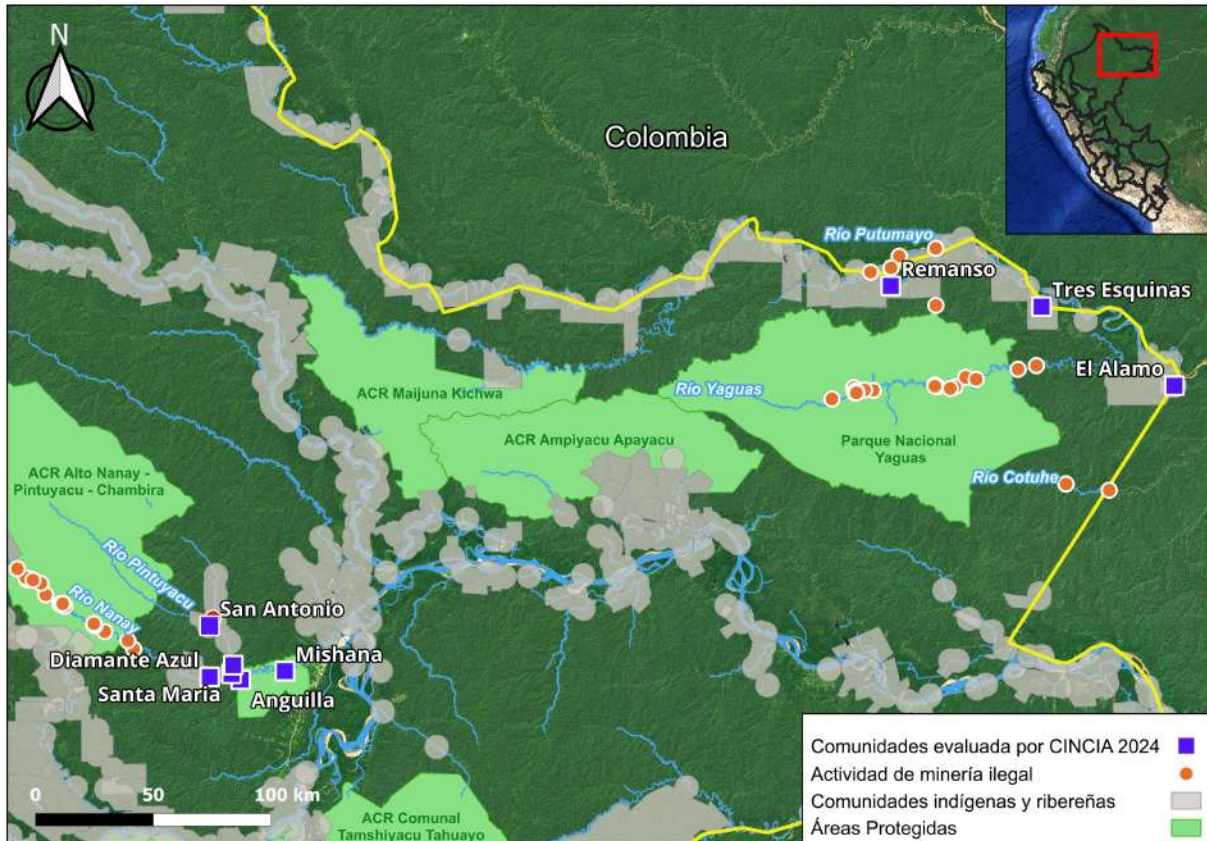 N
Colombia
Río Putumayo
Remanso
Tres Esquinas
El Alamo
ACR Maijuna Kichwa
Río Yaguas
ACR Ampiyacu Apayacu
Parque Nacional
Yaguas
Río Cotuhe
ACR Alto Nanay -
Pintuyacu - Chambira
Río Pintuyacu
Río Nanay
San Antonio
Diamante Azul
Mishana
Santa Maria
Anguilla
ACR Comunal
Tamshiyacu Tahuayo
0 50 100 km
Comunidades evaluada por CINCIA 2024
Actividad de minería ilegal
Comunidades indígenas y ribereñas
Áreas Protegidas